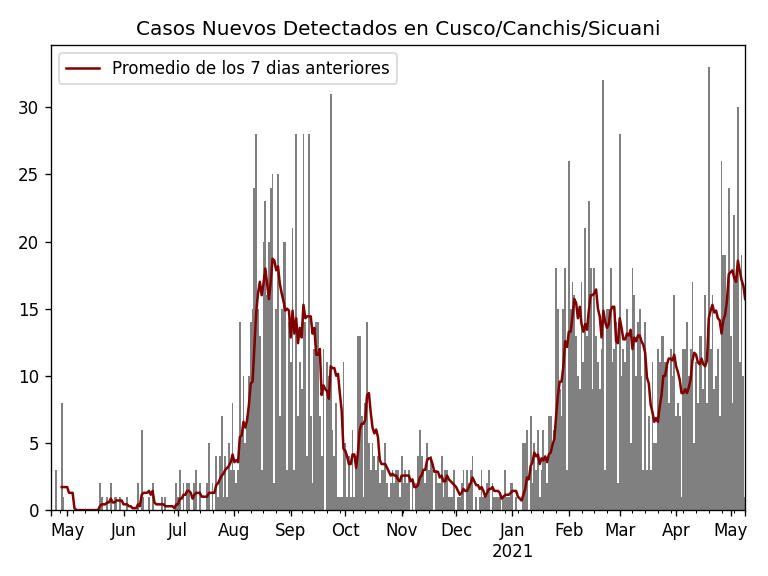 Casos Nuevos Detectados en Cusco/Canchis/Sicuani
Promedio de los 7 dias anteriores
30
25
20
15
10
5
0
May Jun Jul Aug Sep Oct Nov Dec Jan Feb Mar Apr May
2021